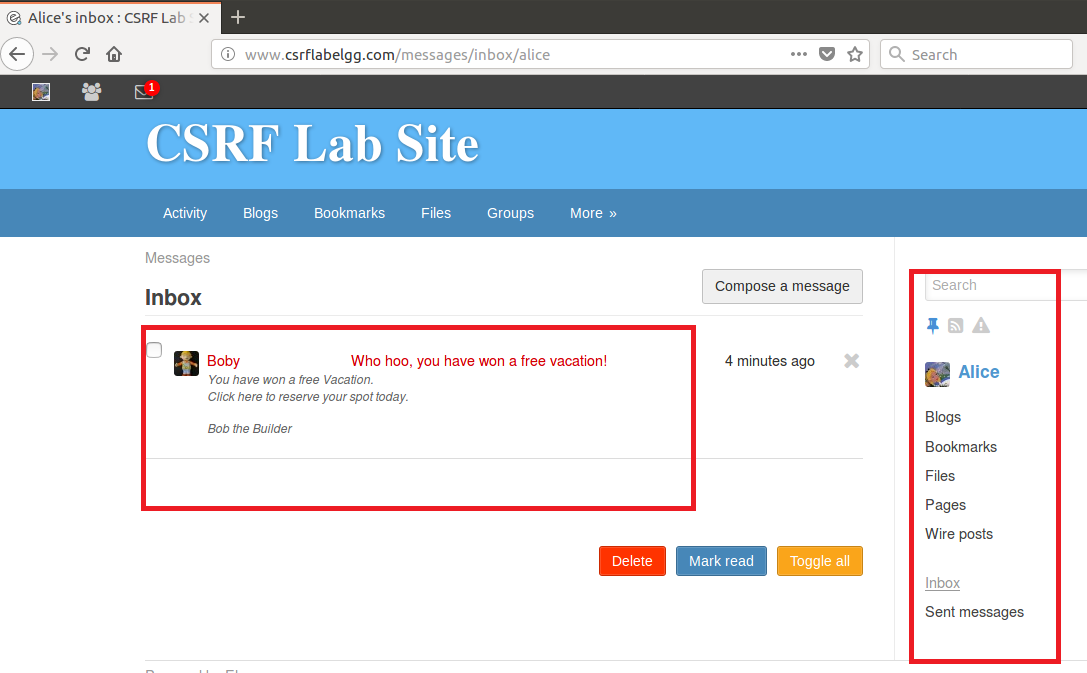 Alice's inbox : CSRF Lab S
www.csrflabelgg.com/messages/inbox/alice
Search
1
CSRF Lab Site
Activity Blogs Bookmarks Files Groups More »
Messages
Inbox
Compose a message
Boby Who hoo, you have won a free vacation! 4 minutes ago
You have won a free Vacation.
Click here to reserve your spot today.
Bob the Builder
Delete Mark read Toggle all
Search
Alice
Blogs
Bookmarks
Files
Pages
Wire posts
Inbox
Sent messages